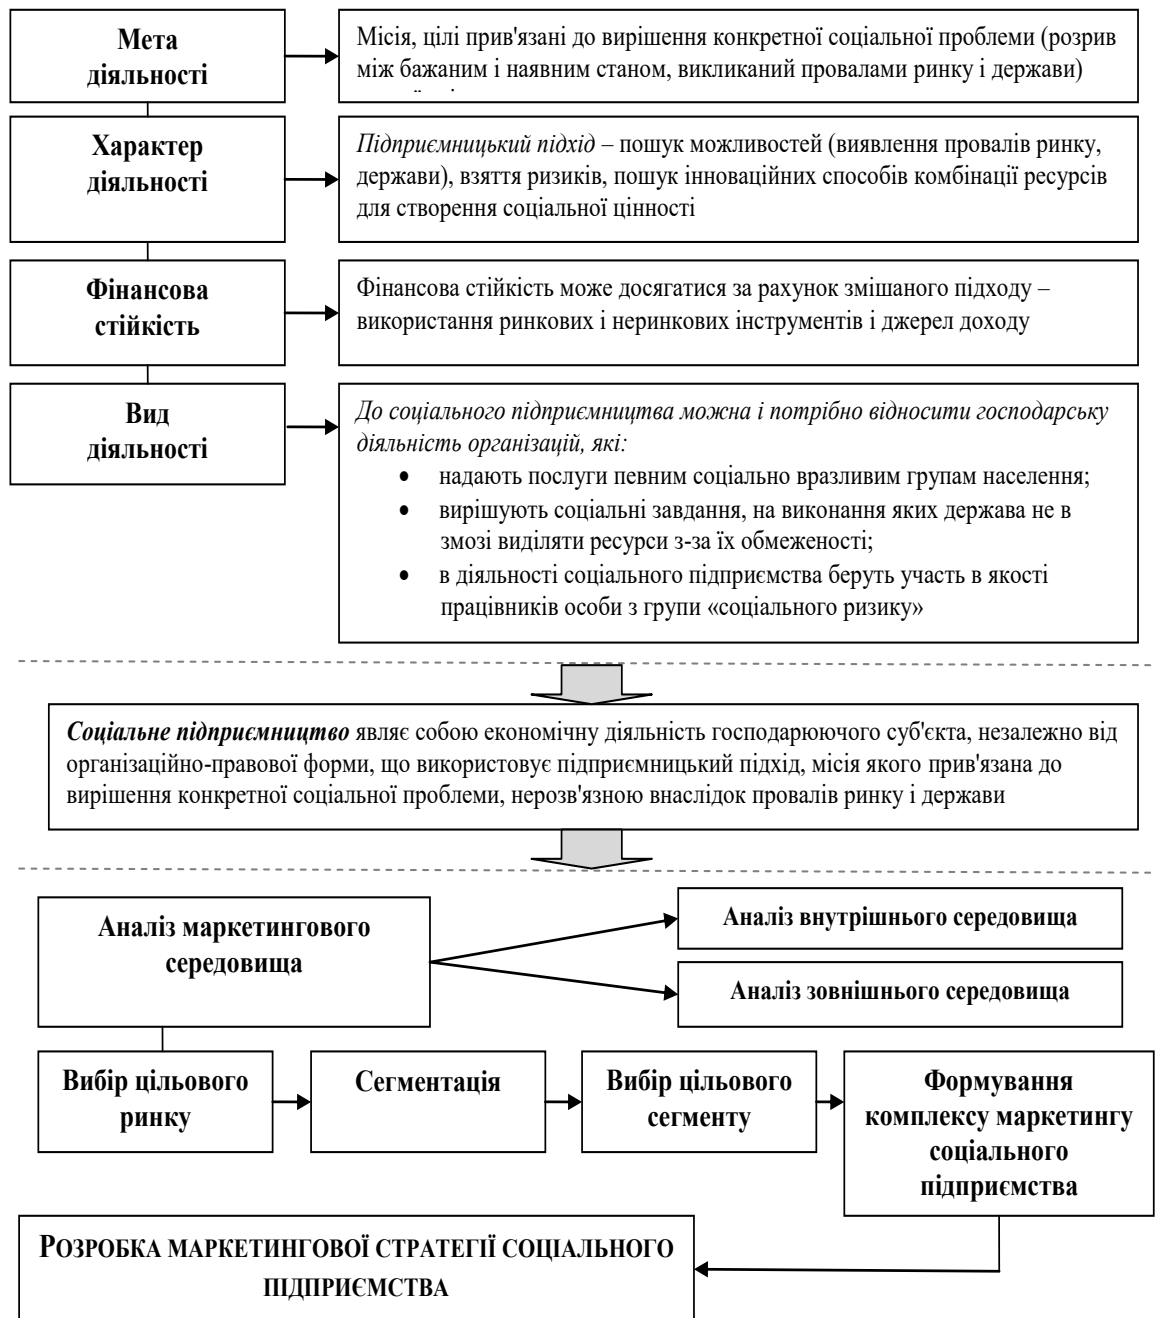 Мета
діяльності
Місія, цілі прив'язані до вирішення конкретної соціальної проблеми (розрив
між бажаним і наявним станом, викликаний провалами ринку і держави)
Характер
діяльності
Підприємницький підхід – пошук можливостей (виявлення провалів ринку,
держави), взяття ризиків, пошук інноваційних способів комбінації ресурсів
для створення соціальної цінності
Фінансова
стійкість
Фінансова стійкість може досягатися за рахунок змішаного підходу –
використання ринкових і неринкових інструментів і джерел доходу
Вид
діяльності
До соціального підприємництва можна і потрібно відносити господарську
діяльність організацій, які:
• надають послуги певним соціально вразливим групам населення;
• вирішують соціальні завдання, на виконання яких держава не в
змозі виділяти ресурси з-за їх обмеженості;
• в діяльності соціального підприємства беруть участь в якості
працівників особи з групи «соціального ризику»
Соціальне підприємництво являє собою економічну діяльність господарюючого суб'єкта, незалежно від
організаційно-правової форми, що використовує підприємницький підхід, місія якого прив'язана до
вирішення конкретної соціальної проблеми, нерозв'язною внаслідок провалів ринку і держави
Аналіз маркетингового
середовища
Аналіз внутрішнього середовища
Аналіз зовнішнього середовища
Вибір цільового
ринку
Сегментація
Вибір цільового
сегменту
Формування
комплексу маркетингу
соціального
підприємства
РОЗРОБКА МАРКЕТИНГОВОЇ СТРАТЕГІЇ СОЦІАЛЬНОГО
ПІДПРИЄМСТВА